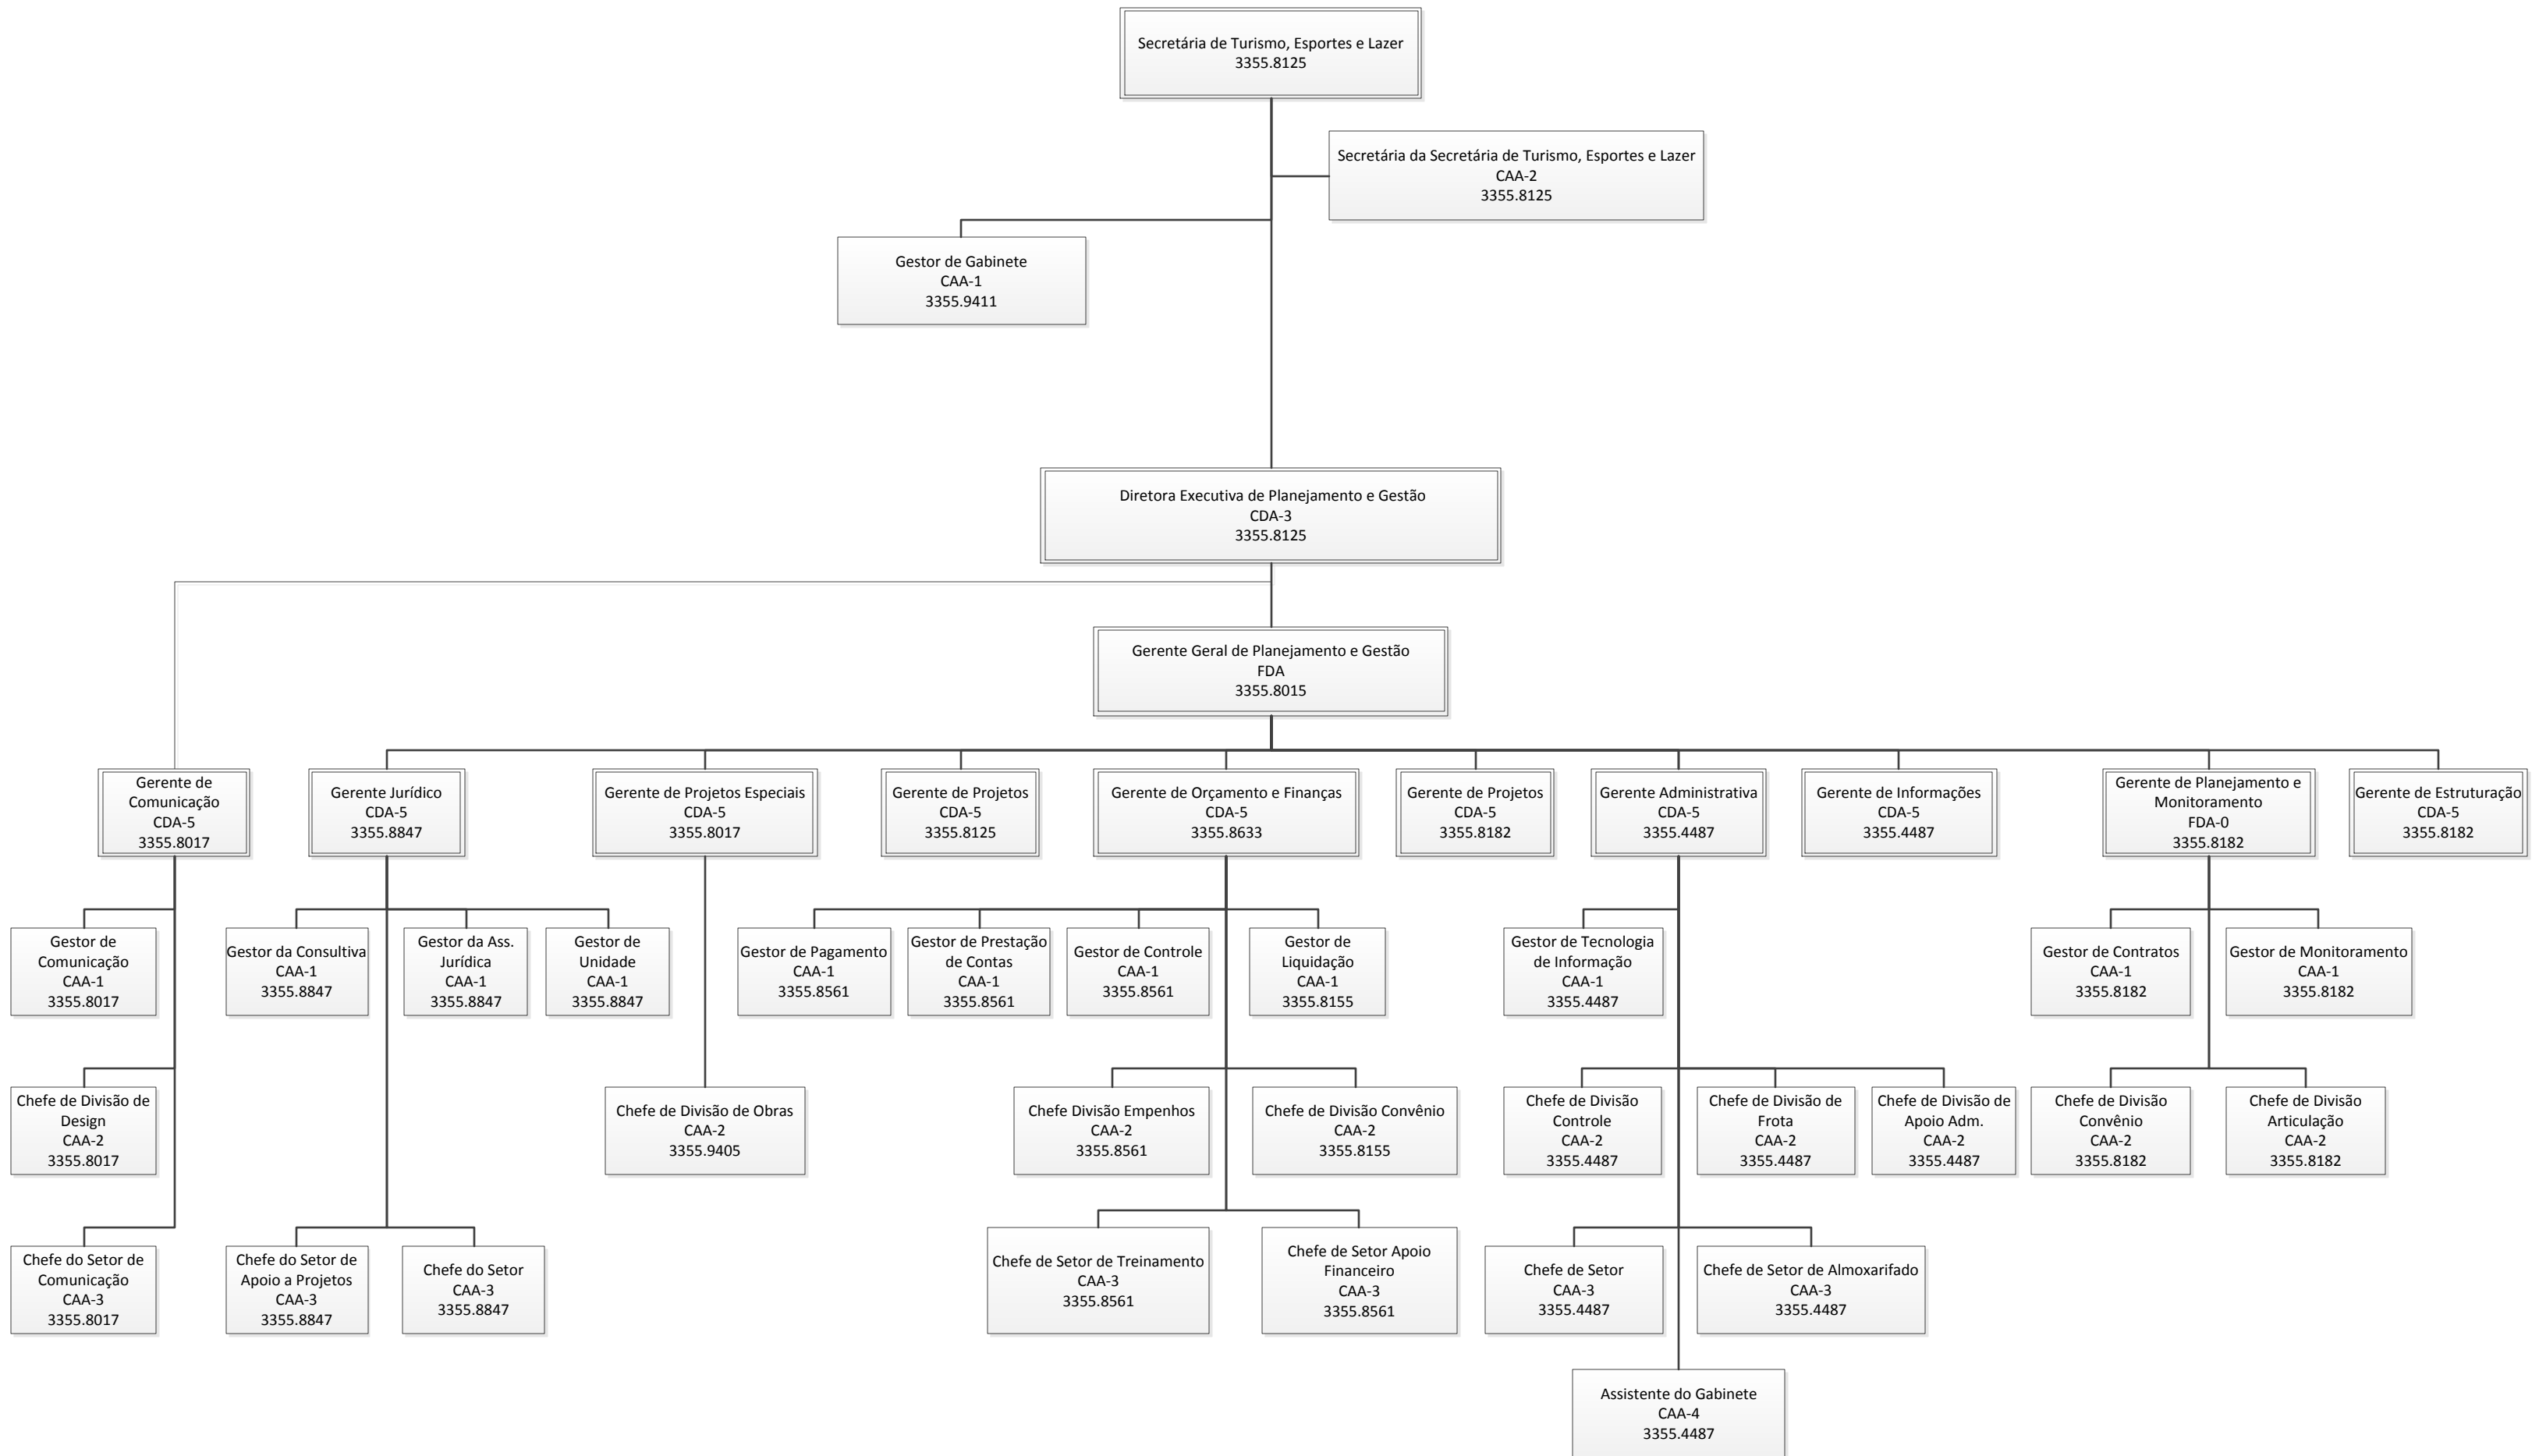 Secretária de Turismo, Esportes e Lazer
3355.8125
Secretária da Secretária de Turismo, Esportes e Lazer
CAA-2
3355.8125
Gestor de Gabinete
CAA-1
3355.9411
Diretora Executiva de Planejamento e Gestão
CDA-3
3355.8125
Gerente Geral de Planejamento e Gestão
FDA
3355.8015
Gerente de
Comunicação
CDA-5
3355.8017
Gerente Jurídico
CDA-5
3355.8847
Gerente de Projetos Especiais
CDA-5
3355.8017
Gerente de Projetos
CDA-5
3355.8125
Gerente de Orçamento e Finanças
CDA-5
3355.8633
Gerente de Projetos
CDA-5
3355.8182
Gerente Administrativa
CDA-5
3355.4487
Gerente de Informações
CDA-5
3355.4487
Gerente de Planejamento e
Monitoramento
FDA-0
3355.8182
Gerente de Estruturação
CDA-5
3355.8182
Gestor de
Comunicação
CAA-1
3355.8017
Gestor da Consultiva
CAA-1
3355.8847
Gestor da Ass.
Jurídica
CAA-1
3355.8847
Gestor de
Unidade
CAA-1
3355.8847
Gestor de Pagamento
CAA-1
3355.8561
Gestor de Prestação
de Contas
CAA-1
3355.8561
Gestor de Controle
CAA-1
3355.8561
Gestor de
Liquidação
CAA-1
3355.8155
Gestor de Tecnologia
de Informação
CAA-1
3355.4487
Gestor de Contratos
CAA-1
3355.8182
Gestor de Monitoramento
CAA-1
3355.8182
Chefe de Divisão de
Design
CAA-2
3355.8017
Chefe de Divisão de Obras
CAA-2
3355.9405
Chefe Divisão Empenhos
CAA-2
3355.8561
Chefe de Divisão Convênio
CAA-2
3355.8155
Chefe de Divisão
Controle
CAA-2
3355.4487
Chefe de Divisão de
Frota
CAA-2
3355.4487
Chefe de Divisão de
Apoio Adm.
CAA-2
3355.4487
Chefe de Divisão
Convênio
CAA-2
3355.8182
Chefe de Divisão
Articulação
CAA-2
3355.8182
Chefe do Setor de
Comunicação
CAA-3
3355.8017
Chefe do Setor de
Apoio a Projetos
CAA-3
3355.8847
Chefe do Setor
CAA-3
3355.8847
Chefe de Setor de Treinamento
CAA-3
3355.8561
Chefe de Setor Apoio
Financeiro
CAA-3
3355.8561
Chefe de Setor
CAA-3
3355.4487
Chefe de Setor de Almoxarifado
CAA-3
3355.4487
Assistente do Gabinete
CAA-4
3355.4487